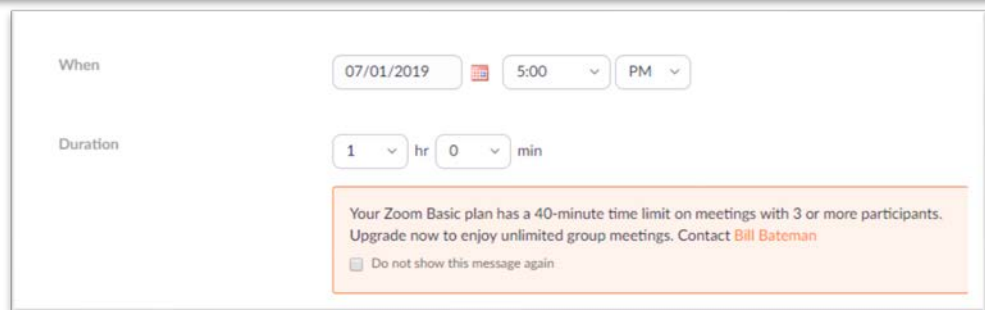 When 07/01/2019 5:00 PM
Duration 1 hr 0 min
Your Zoom Basic plan has a 40-minute time limit on meetings with 3 or more participants.
Upgrade now to enjoy unlimited group meetings. Contact Bill Bateman
Do not show this message again